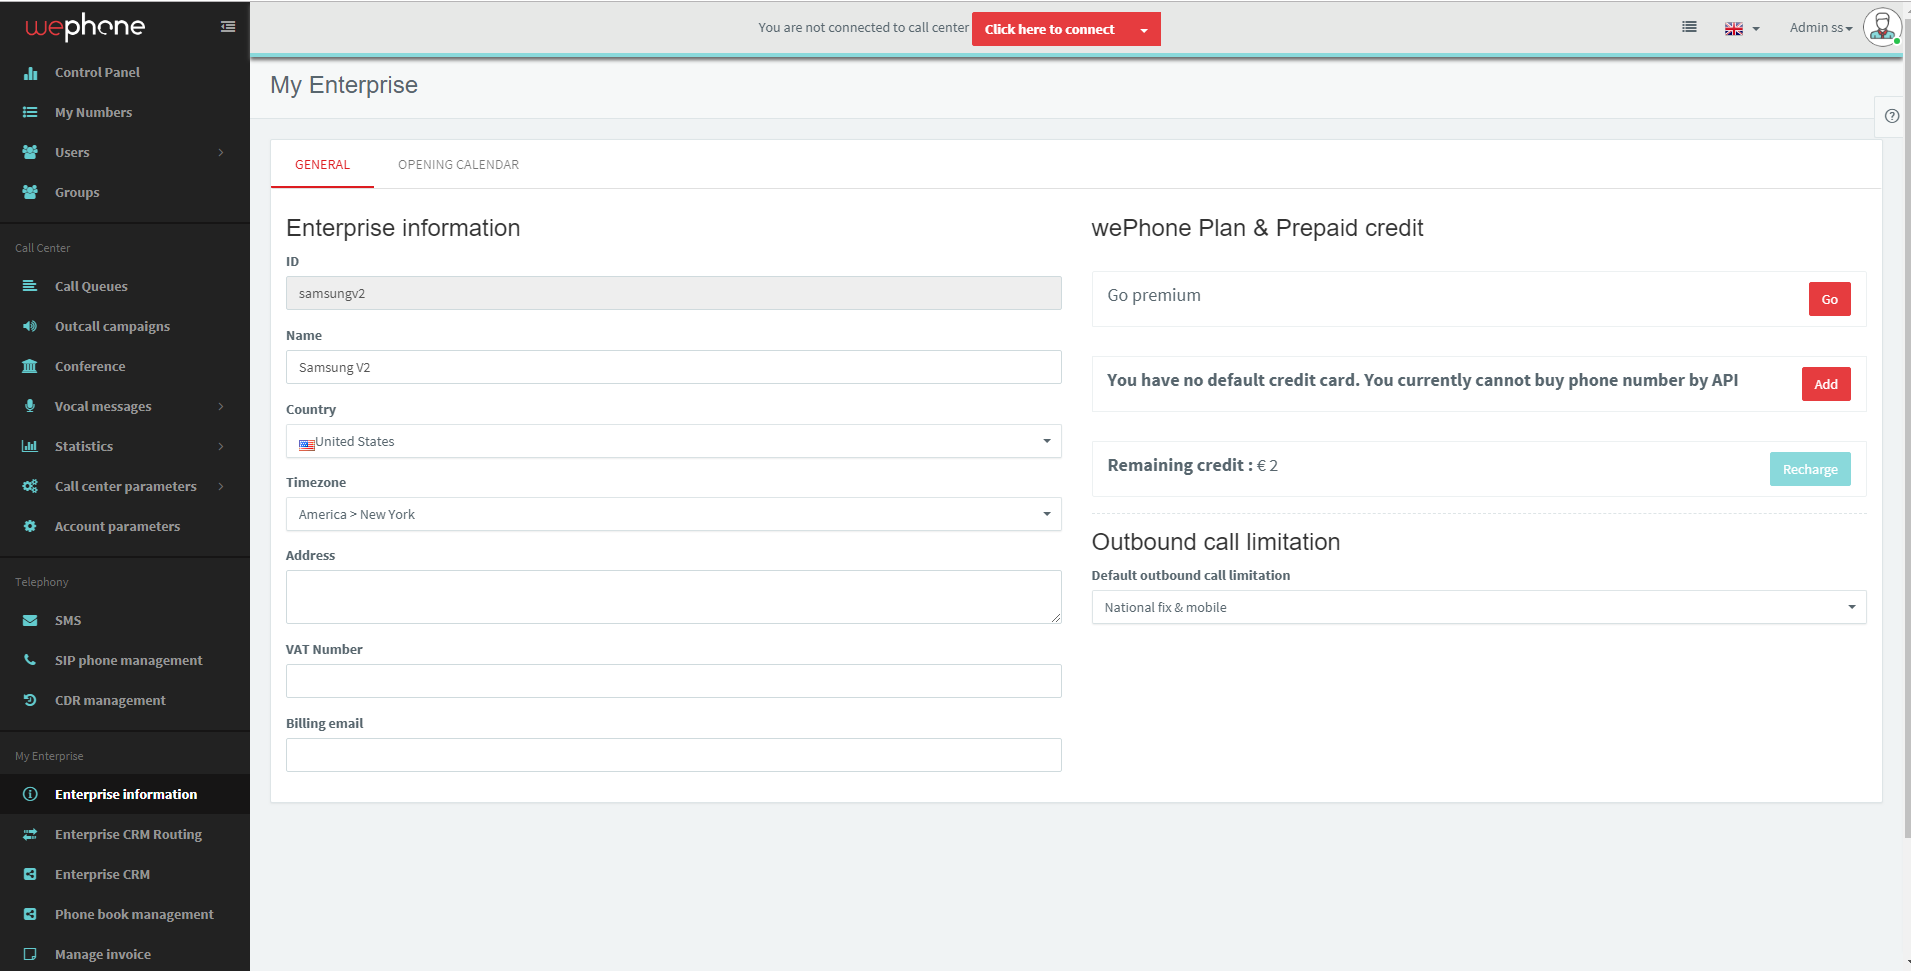 wephone
Control Panel
My Numbers
Users
Groups
Call Center
Call Queues
Outcall campaigns
Conference
Vocal messages
Statistics
Call center parameters
Account parameters
Telephony
SMS
SIP phone management
CDR management
My Enterprise
Enterprise information
Enterprise CRM Routing
Enterprise CRM
Phone book management
Manage invoice
You are not connected to call center Click here to connect
Admin ss
My Enterprise
GENERAL OPENING CALENDAR
Enterprise information
ID
samsungv2
Name
Samsung V2
Country
United States
Timezone
America > New York
Address
VAT Number
Billing email
wePhone Plan & Prepaid credit
Go premium Go
You have no default credit card. You currently cannot buy phone number by API Add
Remaining credit : € 2 Recharge
Outbound call limitation
Default outbound call limitation
National fix & mobile